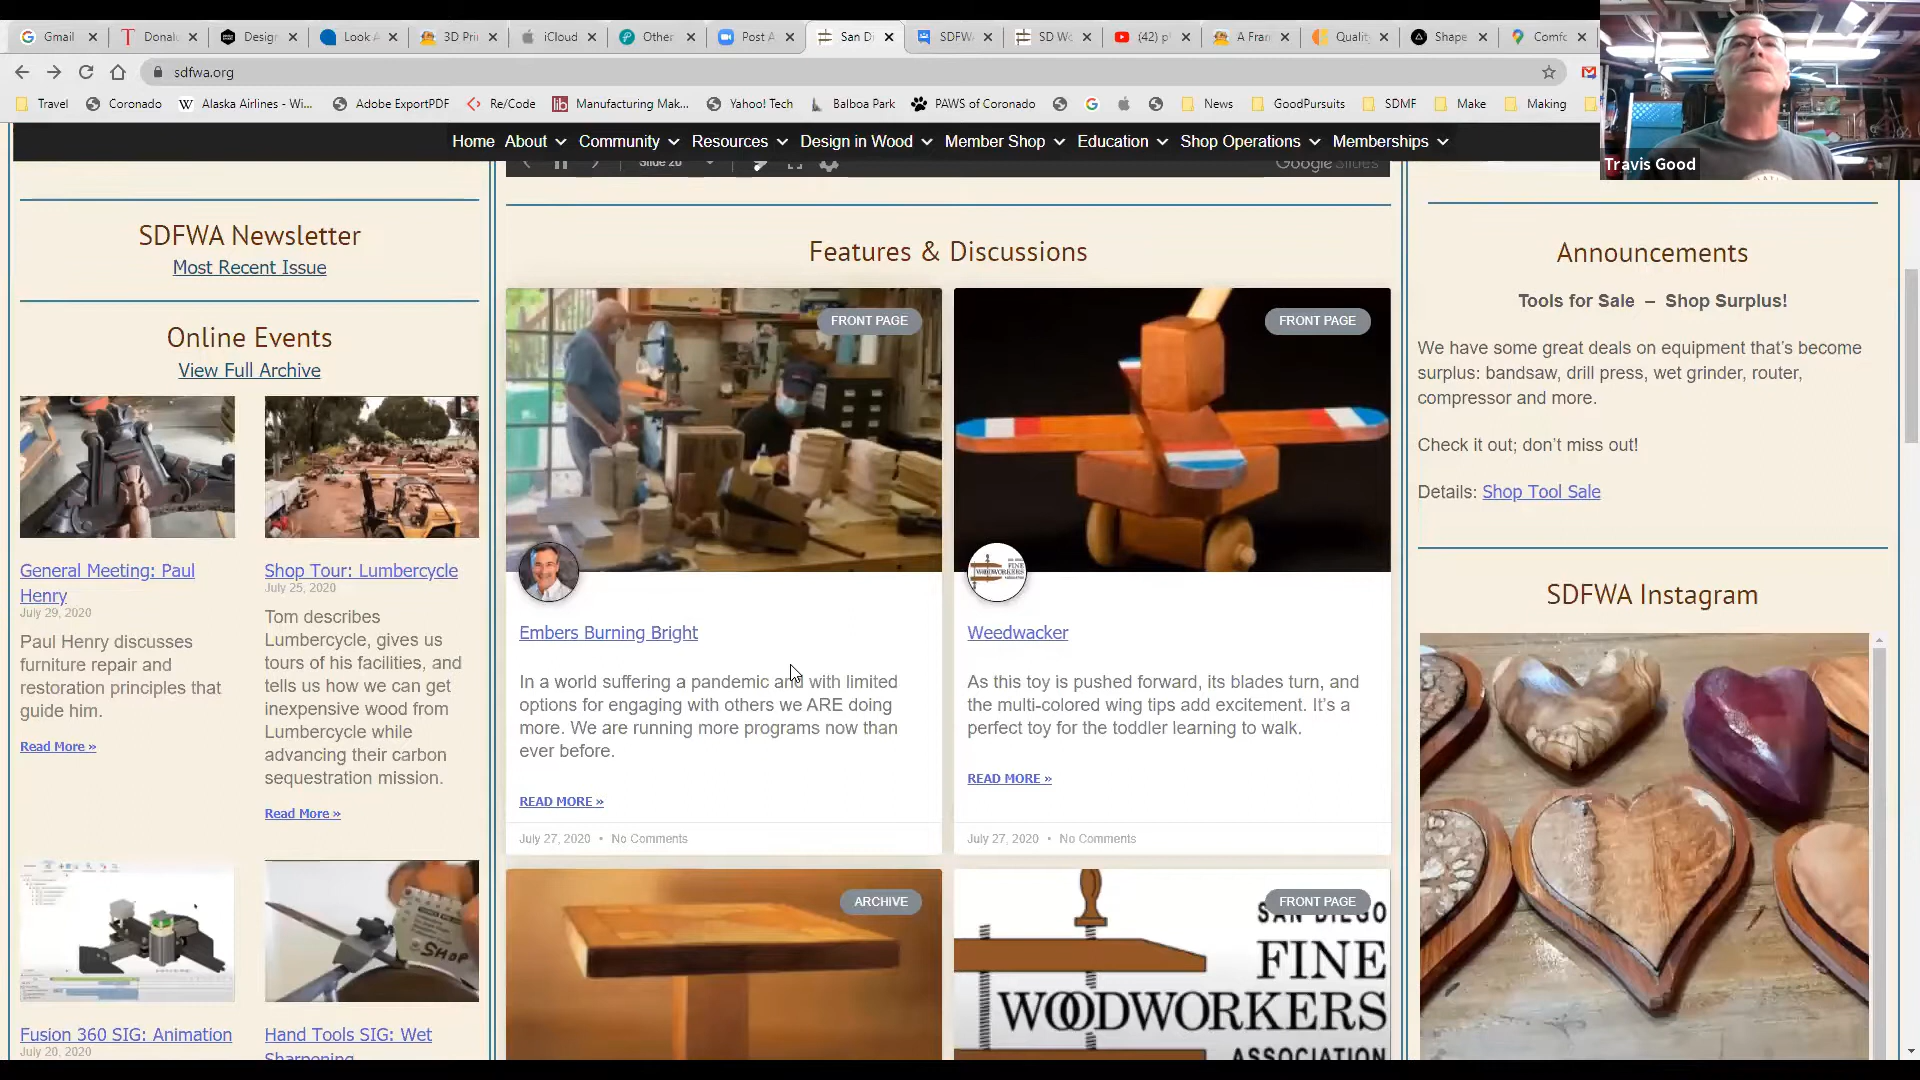 Gmail
Donal
Design
Look A
3D Pri
iCloud
Other
Post A
San Di
SDFW
SD Wo
(42) p
A Fran
Quality
Shape
Comfo
sdfwa.org
Travel
Coronado
Alaska Airlines - Wi...
Adobe ExportPDF
Re/Code
Manufacturing Mak...
Yahoo! Tech
Balboa Park
PAWS of Coronado
News
GoodPursuits
SDMF
Make
Making
Home About Community Resources Design in Wood Member Shop Education Shop Operations Memberships
Travis Good
Slide 20
Google Slides
SDFWA Newsletter
Most Recent Issue
Online Events
View Full Archive
General Meeting: Paul
Henry
July 29, 2020
Paul Henry discusses
furniture repair and
restoration principles that
guide him.
Read More »
Shop Tour: Lumbercycle
July 25, 2020
Tom describes
Lumbercycle, gives us
tours of his facilities, and
tells us how we can get
inexpensive wood from
Lumbercycle while
advancing their carbon
sequestration mission.
Read More »
SHOP
Fusion 360 SIG: Animation
July 20, 2020
Hand Tools SIG: Wet
Sharpening
Features & Discussions
FRONT PAGE
Embers Burning Bright
In a world suffering a pandemic and with limited
options for engaging with others we ARE doing
more. We are running more programs now than
ever before.
READ MORE »
July 27, 2020 • No Comments
FRONT PAGE
FINE
WOODWORKERS
Weedwacker
As this toy is pushed forward, its blades turn, and
the multi-colored wing tips add excitement. It’s a
perfect toy for the toddler learning to walk.
READ MORE »
July 27, 2020 • No Comments
ARCHIVE
FRONT PAGE
SAN DIEGO
FINE
WOODWORKERS
ASSOCIATION
Announcements
Tools for Sale – Shop Surplus!
We have some great deals on equipment that’s become
surplus: bandsaw, drill press, wet grinder, router,
compressor and more.
Check it out; don’t miss out!
Details: Shop Tool Sale
SDFWA Instagram